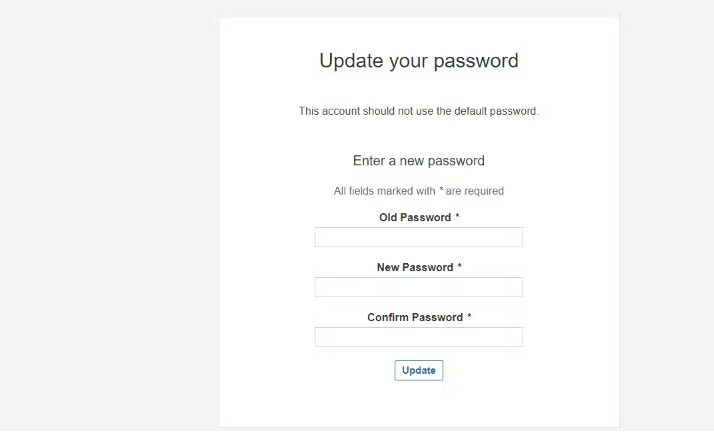 Update your password
This account should not use the default password.
Enter a new password
All fields marked with * are required
Old Password *
New Password *
Confirm Password *
Update